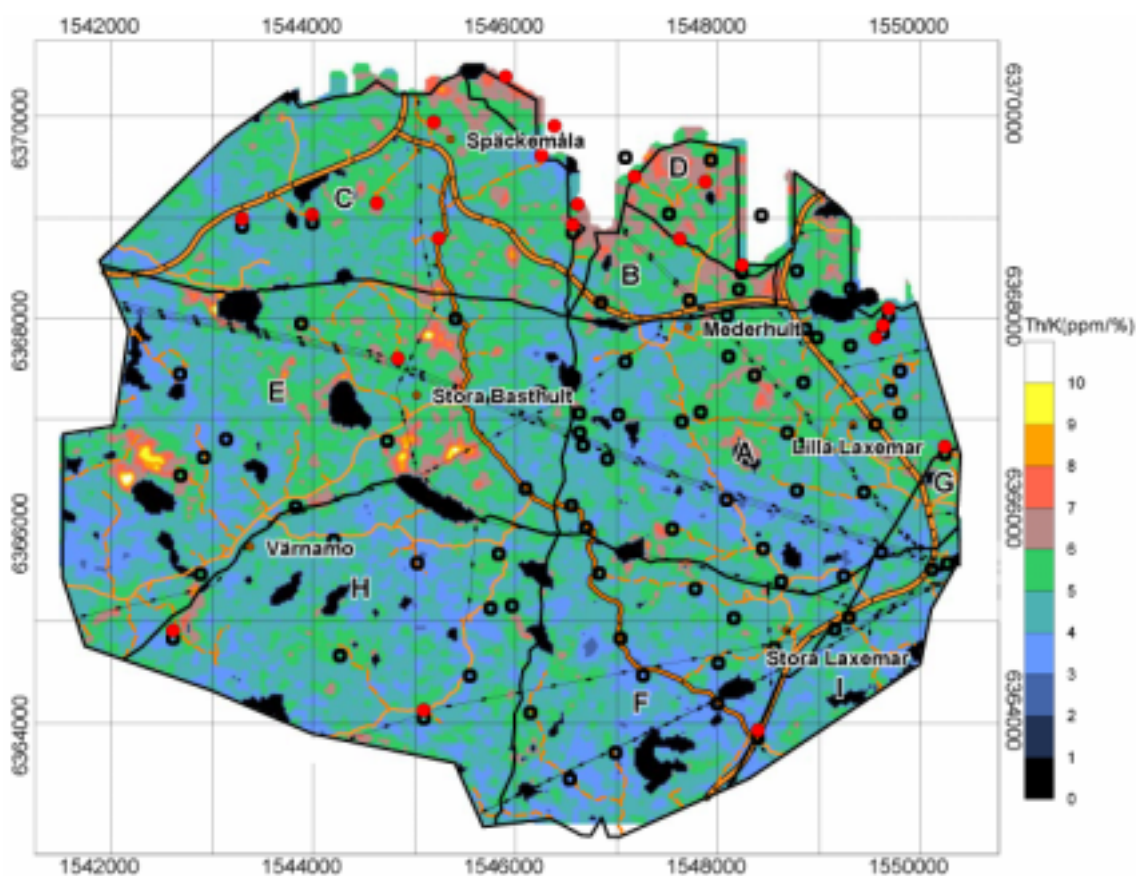 1542000 1544000 1546000 1548000 1550000
6370000 6370000
Späckemåla
D
C
B
6368000 6368000
Th/K(ppm/%)
Mederhult
10
E
Stora Basthult
9
Lilla Laxemar
A
8
G
7
6366000 6366000
6
Värnamo
H
5
4
Stora Laxemar
3
I
F
2
6364000 6364000
1
0
1542000 1544000 1546000 1548000 1550000